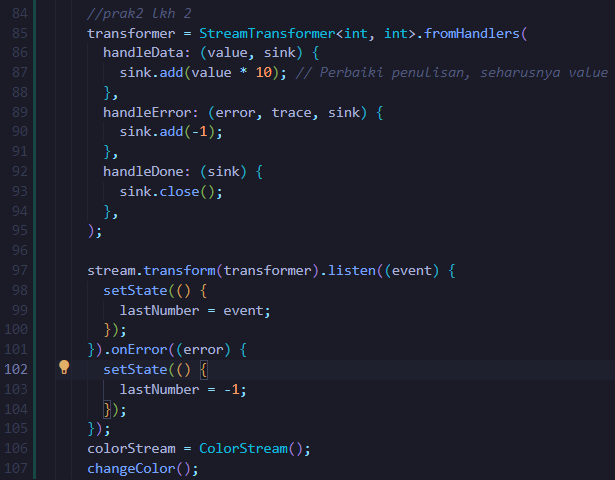 84 //prak2 lkh 2
85 transformer = StreamTransformer<int, int>.fromHandlers(
86 handleData: (value, sink) {
87 sink.add(value * 10); // Perbaiki penulisan, seharusnya value
88 },
89 handleError: (error, trace, sink) {
90 sink.add(-1);
91 },
92 handleDone: (sink) {
93 sink.close();
94 },
95 );
96
97 stream.transform(transformer).listen((event) {
98 setState(() {
99 lastNumber = event;
100 });
101 }).onError((error) {
102 setState(() {
103 lastNumber = -1;
104 });
105 });
106 colorStream = ColorStream();
107 changeColor();